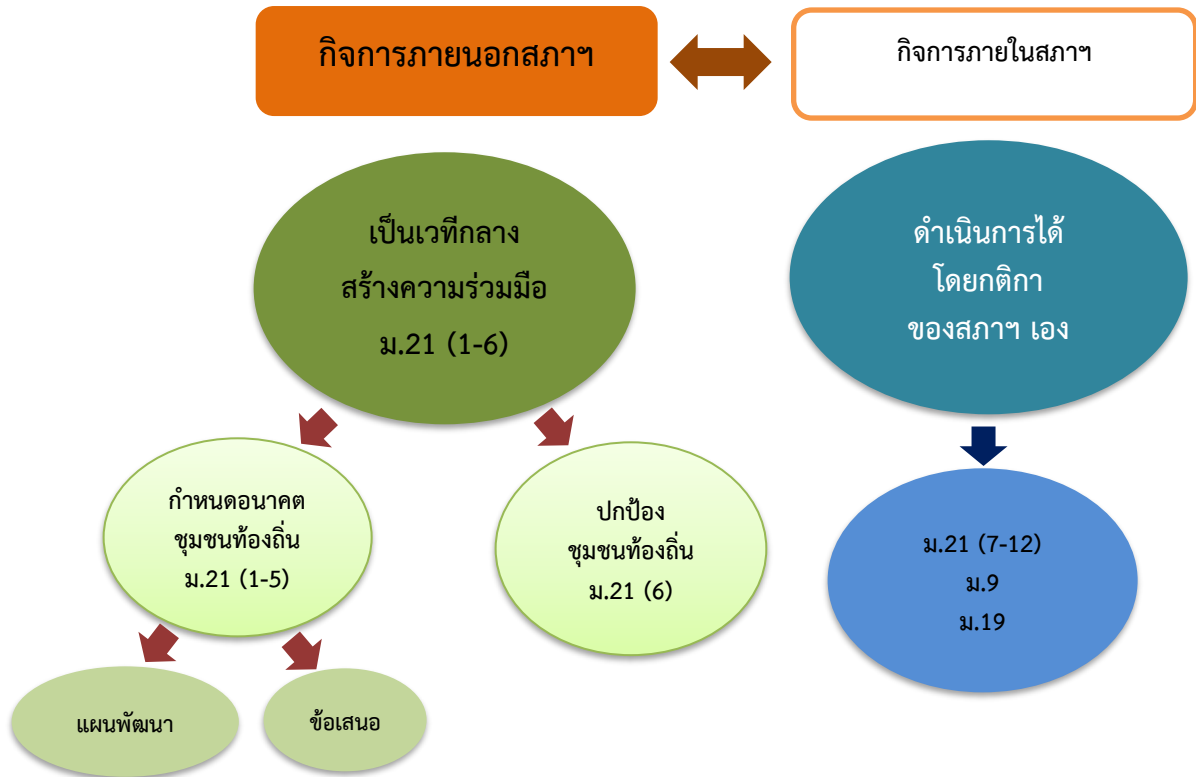 กิจการภายนอกสภาฯ
กิจการภายในสภาฯ
เป็นเวทีกลาง
สร้างความร่วมมือ
ม.21 (1-6)
ดำเนินการได้
โดยกติกา
ของสภาฯ เอง
กำหนดอนาคต
ชุมชนท้องถิ่น
ม.21 (1-5)
ปกป้อง
ชุมชนท้องถิ่น
ม.21 (6)
ม.21 (7-12)
ม.9
ม.19
แผนพัฒนา
ข้อเสนอ